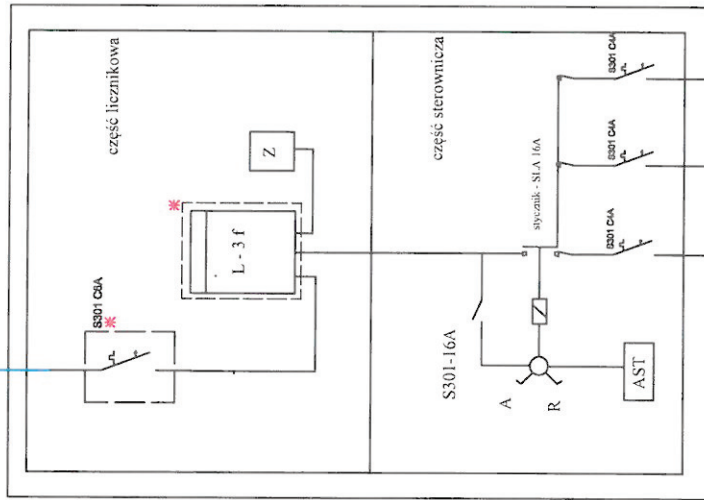 część licznikowa
S301 C6A
L - 3 f
Z
część sterownicza
stycznik - SLA 16A
S301 C4A
S301 C4A
S301 C4A
S301-16A
A
R
AST